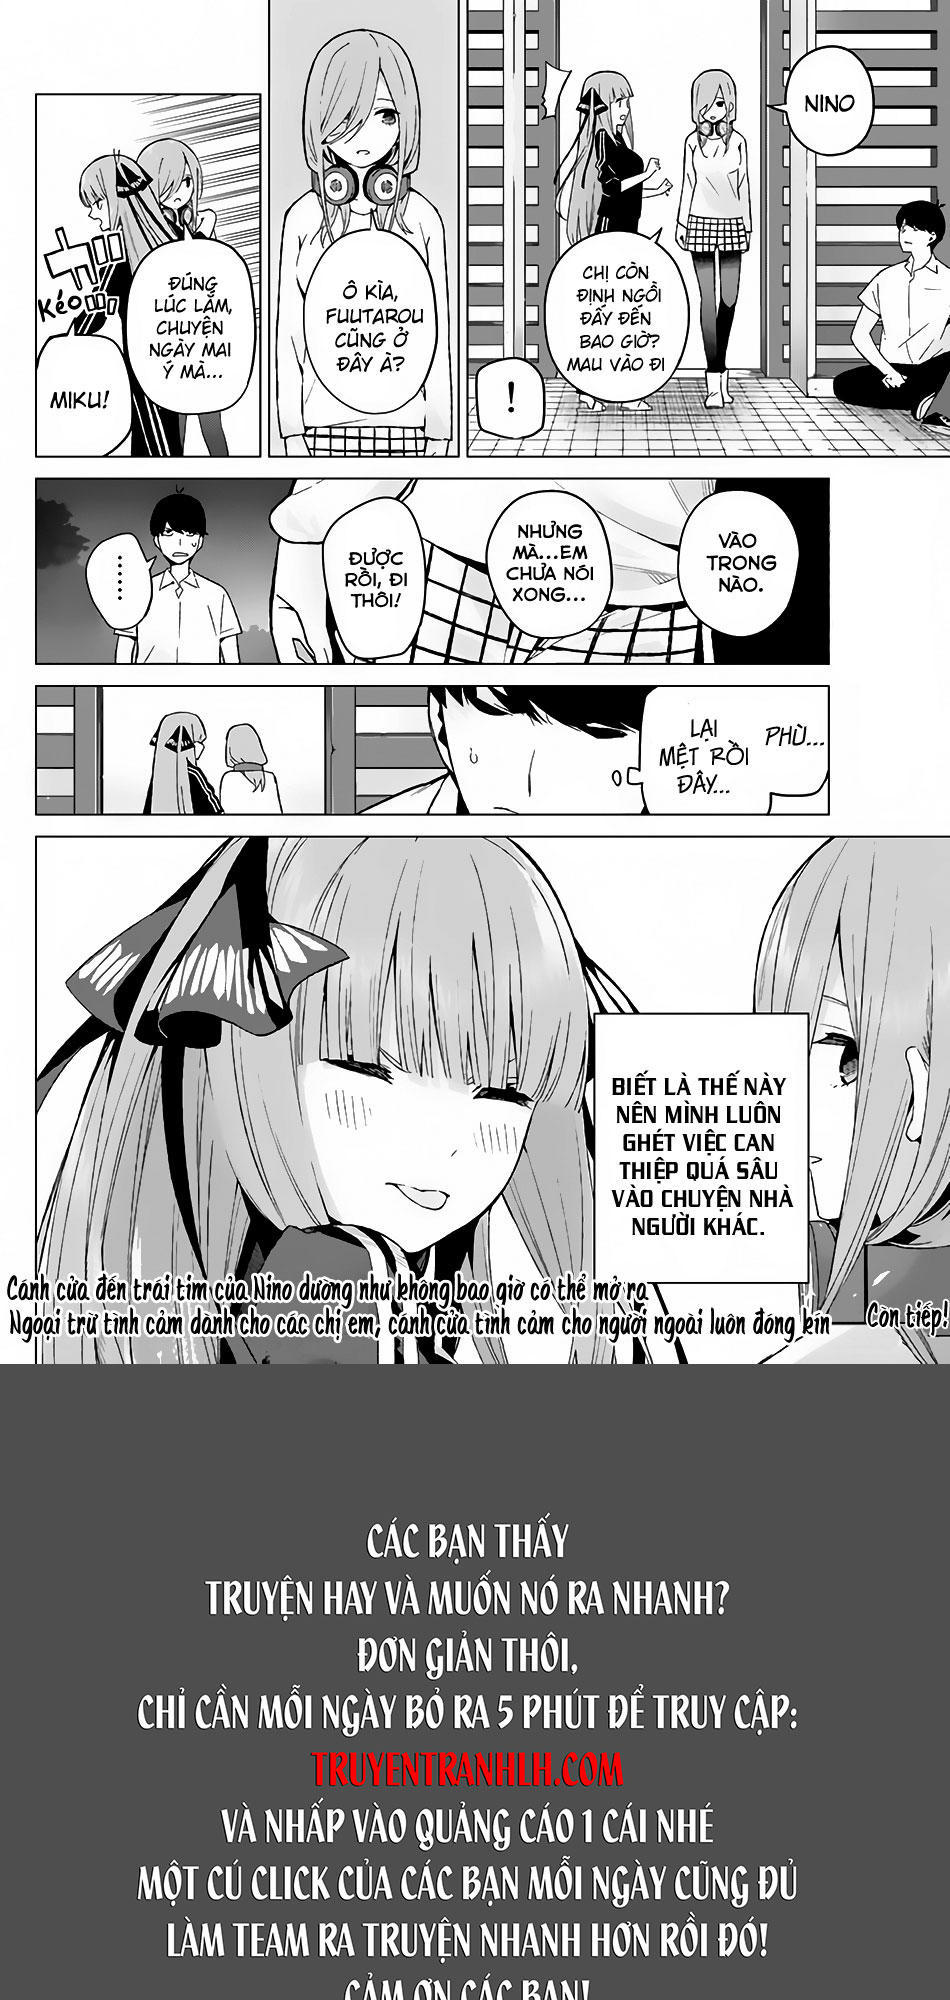 NINO
CHỊ CÒN
ĐỊNH NGỒI
ĐẤY ĐẾN
BAO GIỜ?
MAU VÀO ĐI
!
Ô KÌA,
FUUTAROU
CŨNG Ở
ĐÂY À?
ĐÚNG
LÚC LẮM,
CHUYỆN
NGÀY MAI
Ý MÀ...
Kéo
MIKU!
VÀO
TRONG
NÀO.
NHƯNG
MÀ...EM
CHƯA NÓI
XONG...
ĐƯỢC
RỒI, ĐI
THÔI!
......
PHÙ...
LẠI
MỆT RỒI
ĐÂY...
BIẾT LÀ THẾ NÀY
NÊN MÌNH LUÔN
GHÉT VIỆC CAN
THIỆP QUÁ SÂU
VÀO CHUYỆN NHÀ
NGƯỜI KHÁC.
Cánh cửa đến trái tim của Nino dường như không bao giờ có thể mở ra
Ngoại trừ tình cảm dành cho các chị em, cánh cửa tình cảm cho người ngoài luôn đóng kín
Còn tiếp!
CÁC BẠN THẤY
TRUYỆN HAY VÀ MUỐN NÓ RA NHANH?
ĐƠN GIẢN THÔI,
CHỈ CẦN MỖI NGÀY BỎ RA 5 PHÚT ĐỂ TRUY CẬP:
TRUYENTRANHLH.COM
VÀ NHẤP VÀO QUẢNG CÁO 1 CÁI NHÉ
MỘT CÚ CLICK CỦA CÁC BẠN MỖI NGÀY CŨNG ĐỦ
LÀM TEAM RA TRUYỆN NHANH HƠN RỒI ĐÓ!
CẢM ƠN CÁC BẠN!